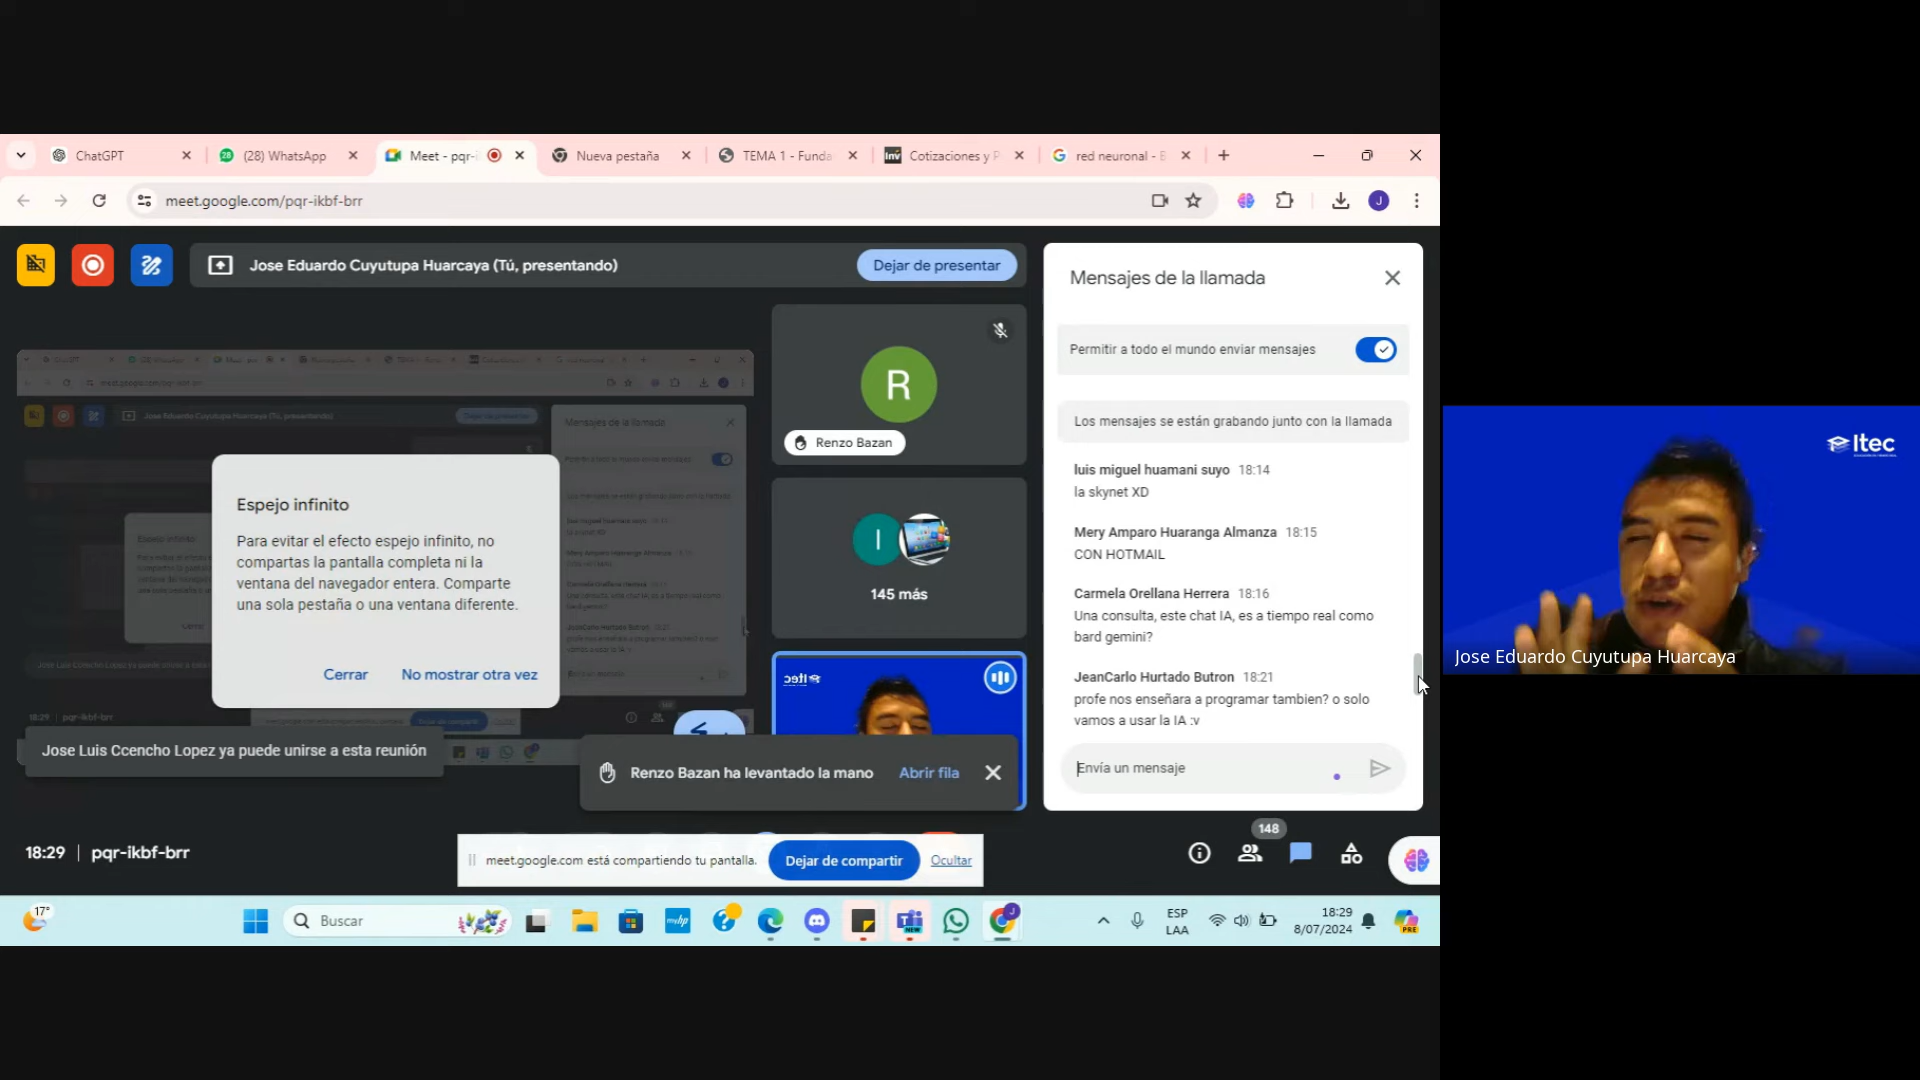 ChatGPT
(28) WhatsApp
Meet - pqr-i
Nueva pestaña
TEMA 1 - Funda
Cotizaciones y P
red neuronal - B
meet.google.com/pqr-ikbf-brr
J
Jose Eduardo Cuyutupa Huarcaya (Tú, presentando)
Dejar de presentar
R
Renzo Bazan
I
145 más
Espejo infinito
Para evitar el efecto espejo infinito, no
compartas la pantalla completa ni la
ventana del navegador entera. Comparte
una sola pestaña o una ventana diferente.
Cerrar
No mostrar otra vez
Jose Luis Ccencho Lopez ya puede unirse a esta reunión
Renzo Bazan ha levantado la mano
Abrir fila
Mensajes de la llamada
Permitir a todo el mundo enviar mensajes
Los mensajes se están grabando junto con la llamada
luis miguel huamani suyo 18:14
la skynet XD
Mery Amparo Huaranga Almanza 18:15
CON HOTMAIL
Carmela Orellana Herrera 18:16
Una consulta, este chat IA, es a tiempo real como
bard gemini?
JeanCarlo Hurtado Butron 18:21
profe nos enseñara a programar tambien? o solo
vamos a usar la IA :v
Envía un mensaje
18:29 | pqr-ikbf-brr
meet.google.com está compartiendo tu pantalla.
Dejar de compartir
Ocultar
148
17°
Buscar
ESP
LAA
18:29
8/07/2024
Itec
Jose Eduardo Cuyutupa Huarcaya